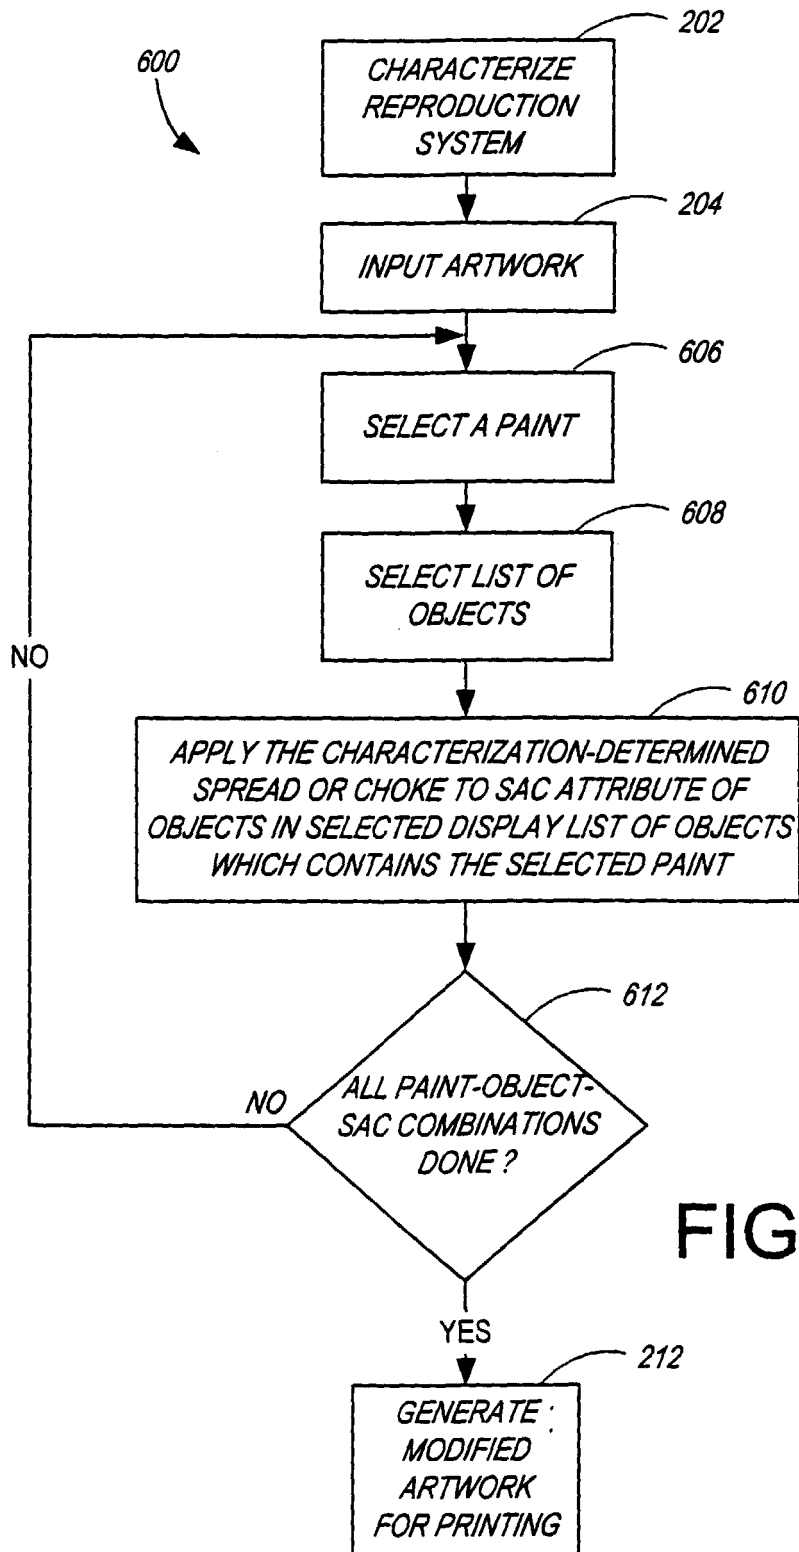 202
600
CHARACTERIZE
REPRODUCTION
SYSTEM
204
INPUT ARTWORK
606
SELECT A PAINT
608
SELECT LIST OF
OBJECTS
NO
610
APPLY THE CHARACTERIZATION-DETERMINED
SPREAD OR CHOKE TO SAC ATTRIBUTE OF
OBJECTS IN SELECTED DISPLAY LIST OF OBJECTS
WHICH CONTAINS THE SELECTED PAINT
612
NO
ALL PAINT-OBJECT-
SAC COMBINATIONS
DONE ?
FIG
YES
212
GENERATE
MODIFIED
ARTWORK
FOR PRINTING